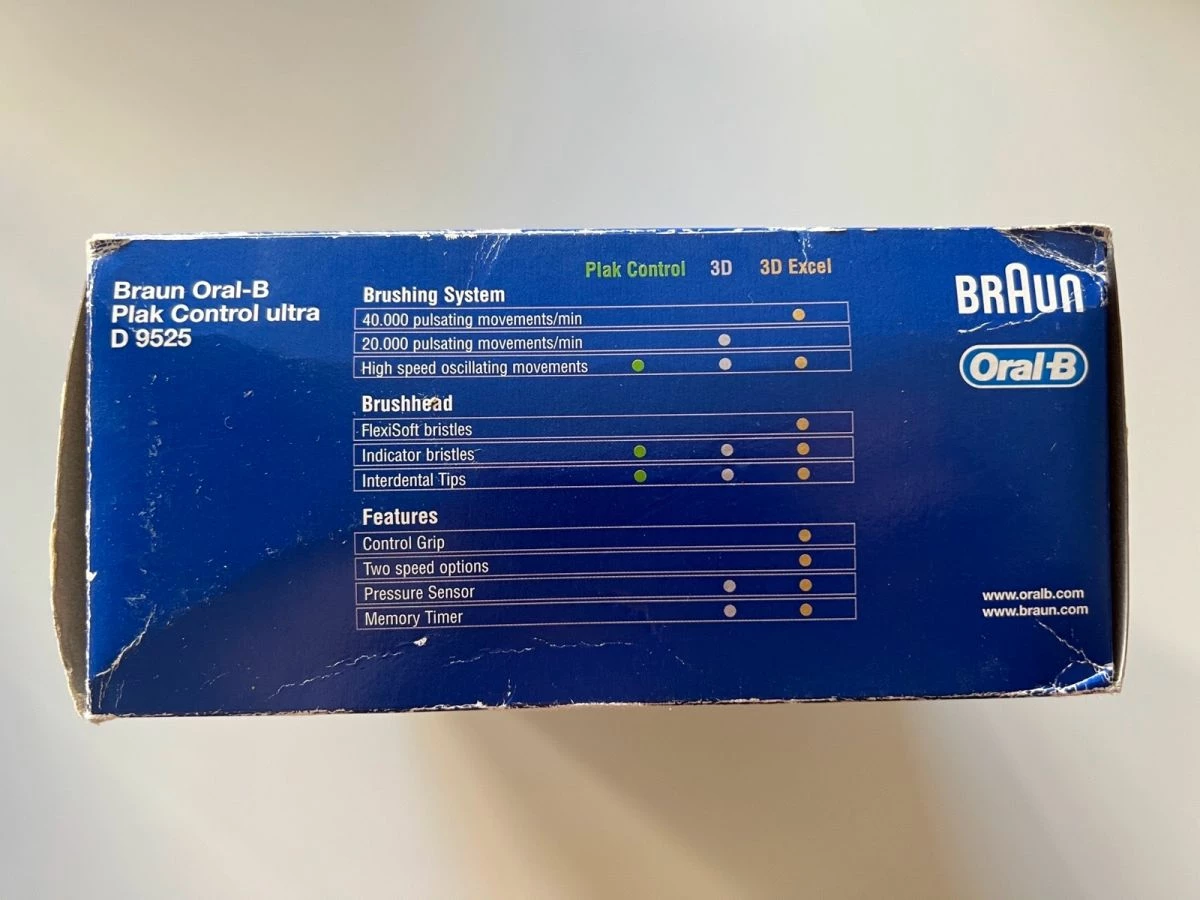 Braun Oral-B
Plak Control ultra
D 9525
Plak Control 3D 3D Excel
Brushing System
40.000 pulsating movements/min
20.000 pulsating movements/min
High speed oscillating movements
Brushhead
FlexiSoft bristles
Indicator bristles
Interdental Tips
Features
Control Grip
Two speed options
Pressure Sensor
Memory Timer
BRAUN
Oral-B
www.oralb.com
www.braun.com